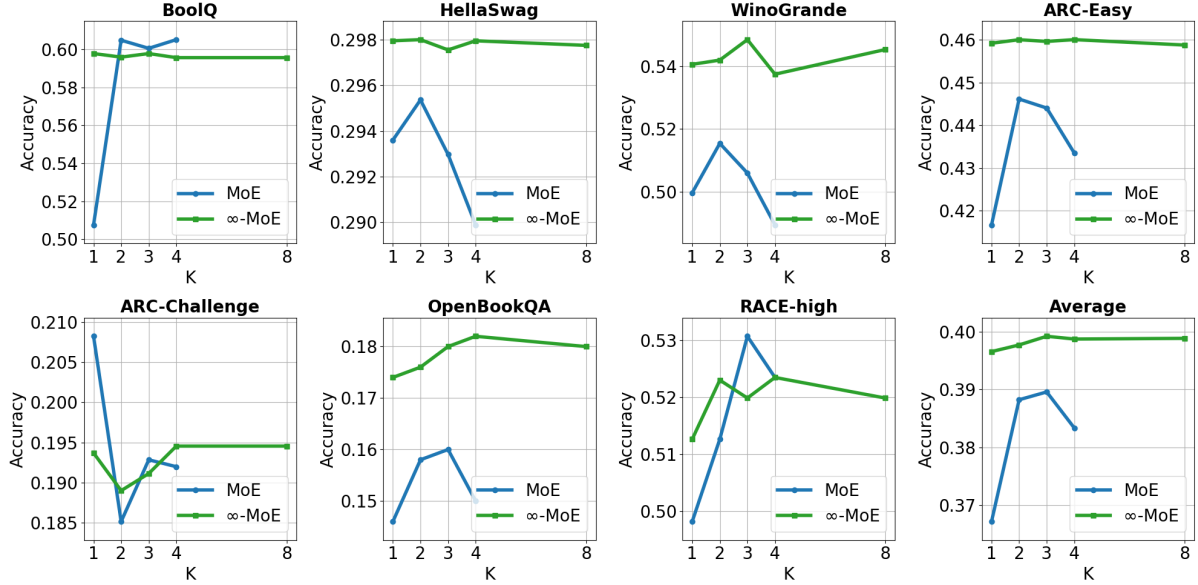 BoolQ
0.60
0.58
0.56
0.54
0.52
0.50
Accuracy
MoE
∞-MoE
1 2 3 4 8
K
HellaSwag
0.298
0.296
0.294
0.292
0.290
Accuracy
MoE
∞-MoE
1 2 3 4 8
K
WinoGrande
0.54
0.52
0.50
Accuracy
MoE
∞-MoE
1 2 3 4 8
K
ARC-Easy
0.46
0.45
0.44
0.43
0.42
Accuracy
MoE
∞-MoE
1 2 3 4 8
K
ARC-Challenge
0.210
0.205
0.200
0.195
0.190
0.185
Accuracy
MoE
∞-MoE
1 2 3 4 8
K
OpenBookQA
0.18
0.17
0.16
0.15
Accuracy
MoE
∞-MoE
1 2 3 4 8
K
RACE-high
0.53
0.52
0.51
0.50
Accuracy
MoE
∞-MoE
1 2 3 4 8
K
Average
0.40
0.39
0.38
0.37
Accuracy
MoE
∞-MoE
1 2 3 4 8
K